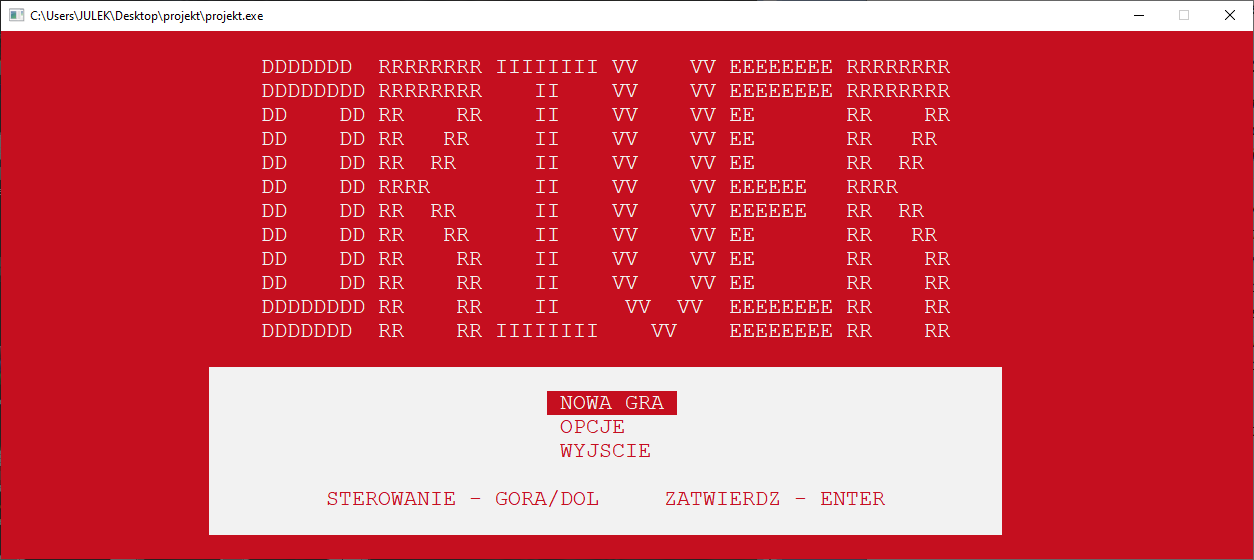 C:\Users\JULEK\Desktop\projekt\projekt.exe
DDDDDDD  RRRRRRRR IIIIIIII VV    VV EEEEEEEE RRRRRRRR
DDDDDDDD RRRRRRRR    II    VV    VV EEEEEEEE RRRRRRRR
DD    DD RR    RR    II    VV    VV EE       RR    RR
DD    DD RR   RR     II    VV    VV EE       RR   RR
DD    DD RR  RR      II    VV    VV EE       RR  RR
DD    DD RRRR        II    VV    VV EEEEEE   RRRR
DD    DD RR  RR      II    VV    VV EEEEEE   RR  RR
DD    DD RR   RR     II    VV    VV EE       RR   RR
DD    DD RR    RR    II    VV    VV EE       RR    RR
DD    DD RR    RR    II    VV    VV EE       RR    RR
DDDDDDDD RR    RR    II     VV  VV  EEEEEEEE RR    RR
DDDDDDD  RR    RR IIIIIIII    VV    EEEEEEEE RR    RR
NOWA GRA
OPCJE
WYJSCIE
STEROWANIE - GORA/DOL     ZATWIERDZ - ENTER